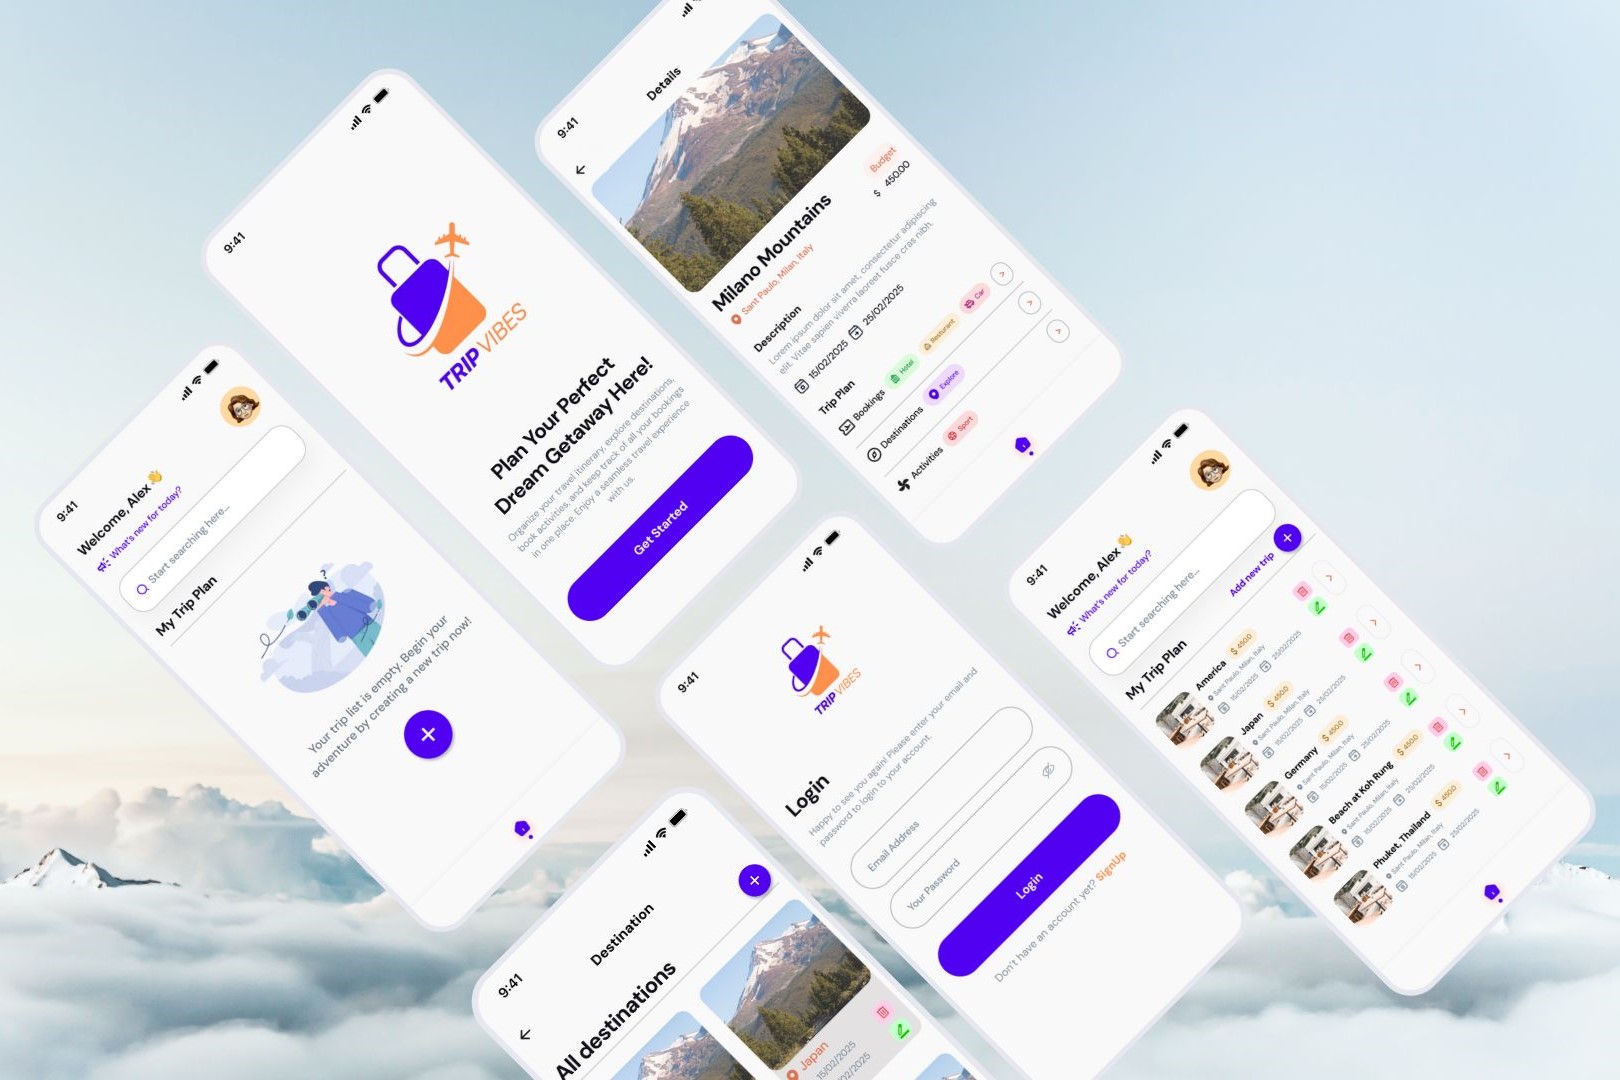 9:41
Welcome, Alex 👋
What's new for today?
Start searching here...
My Trip Plan
Your trip list is empty. Begin your
adventure by creating a new trip now!
9:41
TRIP VIBES
Plan Your Perfect
Dream Getaway Here!
Organize your travel itinerary, explore destinations,
book activities, and keep track of all your bookings
in one place. Enjoy a seamless travel experience
with us.
Get Started
9:41
Details
Milano Mountains
Budget
Sant Paulo, Milan, Italy
$ 450.00
Description
Lorem ipsum dolor sit amet, consectetur adipiscing
elit. Vitae sapien viverra laoreet fusce cras nibh.
15/02/2025
25/02/2025
Trip Plan
Bookings
Hotel
Resturant
Car
Destinations
Explore
Activities
Sport
9:41
Destination
All destinations
Japan
15/02/2025
9:41
TRIP VIBES
Login
Happy to see you again! Please enter your email and
password to login to your account.
Email Address
Your Password
Login
Don't have an account yet? SignUp
9:41
Welcome, Alex 👋
What's new for today?
Start searching here...
My Trip Plan
Add new trip
America
$ 450.0
Sant Paulo, Milan, Italy
15/02/2025
25/02/2025
Japan
$ 450.0
Sant Paulo, Milan, Italy
15/02/2025
25/02/2025
Germany
$ 450.0
Sant Paulo, Milan, Italy
15/02/2025
25/02/2025
Beach at Koh Rung
$ 450.0
Sant Paulo, Milan, Italy
15/02/2025
25/02/2025
Phuket, Thailand
$ 450.0
Sant Paulo, Milan, Italy
15/02/2025
25/02/2025